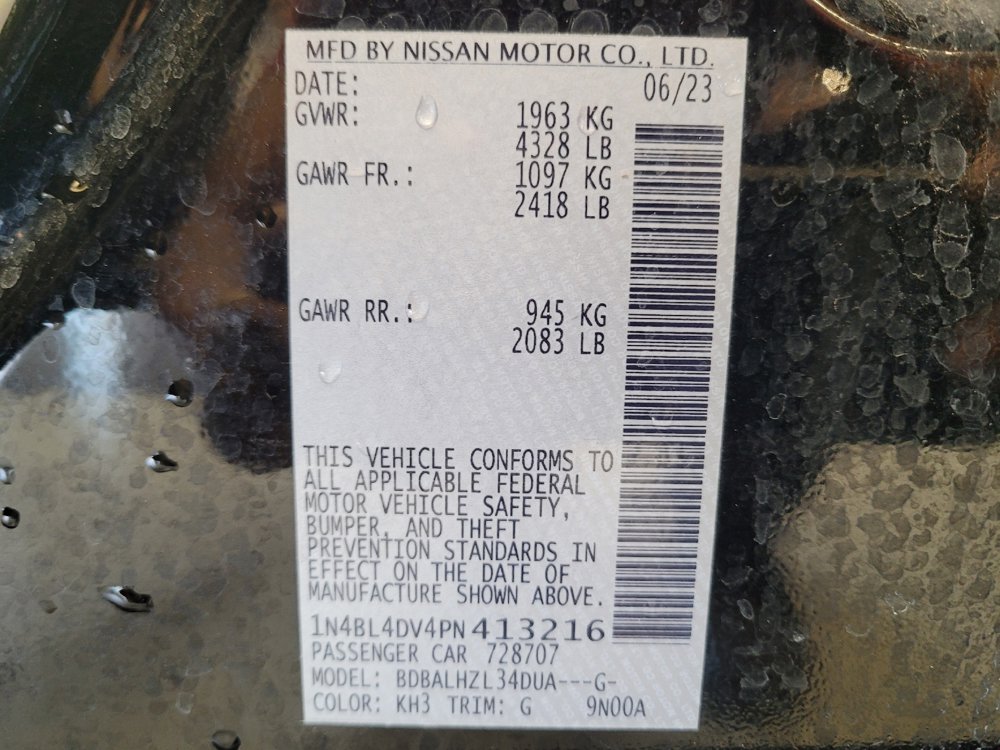 MFD BY NISSAN MOTOR CO., LTD.
DATE: 06/23
GVWR: 1963 KG
4328 LB
GAWR FR.: 1097 KG
2418 LB
GAWR RR.: 945 KG
2083 LB
THIS VEHICLE CONFORMS TO
ALL APPLICABLE FEDERAL
MOTOR VEHICLE SAFETY,
BUMPER, AND THEFT
PREVENTION STANDARDS IN
EFFECT ON THE DATE OF
MANUFACTURE SHOWN ABOVE.
1N4BL4DV4PN413216
PASSENGER CAR 728707
MODEL: BDBALHZL34DUA---G-
COLOR: KH3 TRIM: G 9N00A